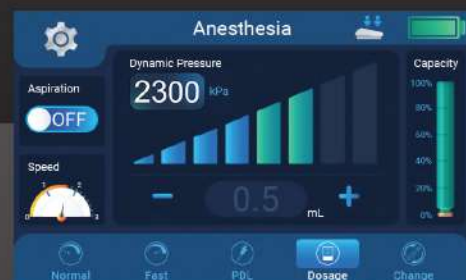 Anesthesia
Dynamic Pressure
2300 kPa
Capacity
100%
80%
60%
40%
20%
0%
Aspiration
OFF
Speed
0 1 2 3
0.5 mL
Normal
Fast
PDL
Dosage
Change